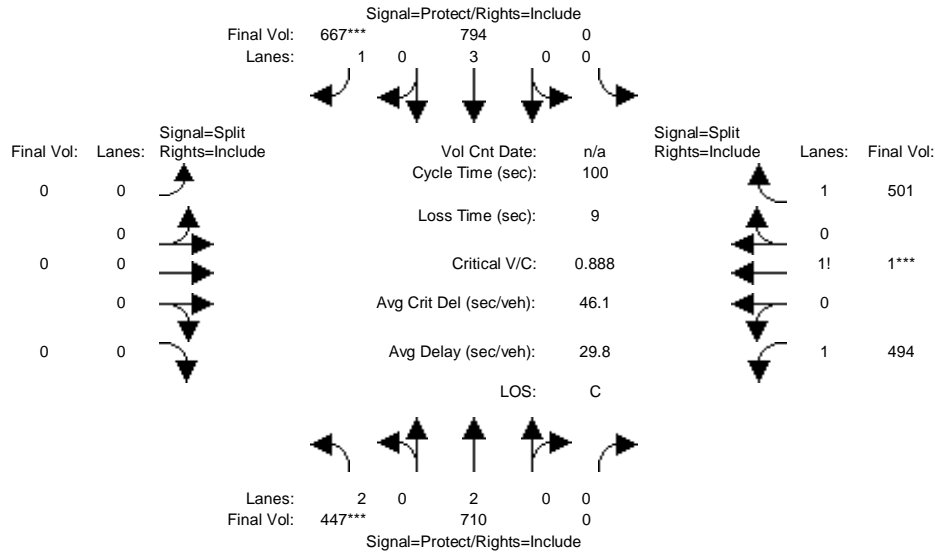 Signal=Protect/Rights=Include
Final Vol: 667*** 794 0
Lanes: 1 0 3 0 0
Signal=Split
Final Vol: Lanes: Rights=Include
Vol Cnt Date: n/a
Signal=Split
Rights=Include Lanes: Final Vol:
Cycle Time (sec): 100
0 0
1 501
Loss Time (sec): 9
0
0
0 0
Critical V/C: 0.888
1! 1***
0
Avg Crit Del (sec/veh): 46.1
0
0 0
Avg Delay (sec/veh): 29.8
1 494
LOS: C
Lanes: 2 0 2 0 0
Final Vol: 447*** 710 0
Signal=Protect/Rights=Include